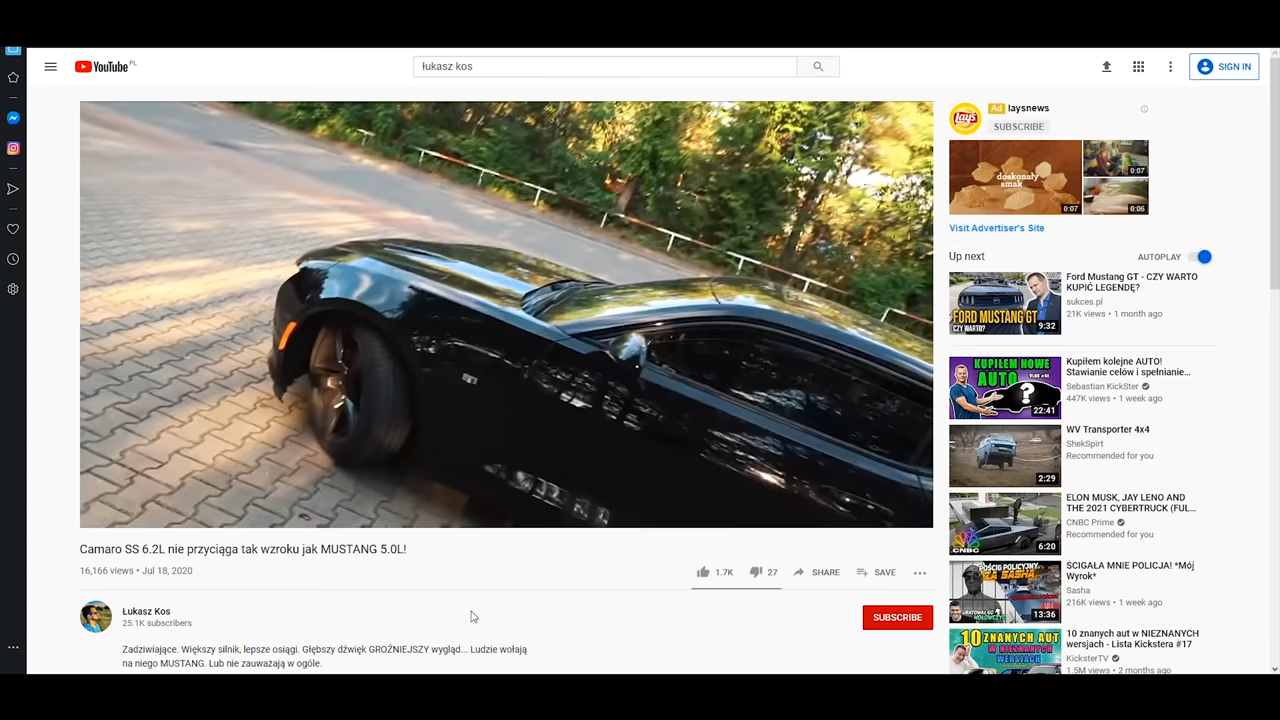 YouTube PL
łukasz kos
SIGN IN
Ad laysnews
SUBSCRIBE
Lay's
doskonały
smak
0:07
0:07
0:06
Visit Advertiser's Site
Up next
AUTOPLAY
FORD MUSTANG GT
CZY WARTO?
9:32
Ford Mustang GT - CZY WARTO
KUPIĆ LEGENDĘ?
sukces.pl
21K views • 1 month ago
KUPIŁEM NOWE
AUTO
?
22:41
Kupiłem kolejne AUTO!
Stawianie celów i spełnianie...
Sebastian KickSter
447K views • 1 week ago
2:29
WV Transporter 4x4
ShekSpirt
Recommended for you
CNBC
6:20
ELON MUSK, JAY LENO AND
THE 2021 CYBERTRUCK (FUL...
CNBC Prime
Recommended for you
POŚCIG POLICYJNY
ZA SASHĄ
13:36
ŚCIGAŁA MNIE POLICJA! *Mój
Wyrok*
Sasha
216K views • 1 week ago
10 ZNANYCH AUT
W NIEZNANYCH
WERSJACH
10 znanych aut w NIEZNANYCH
wersjach - Lista Kickstera #17
KicksterTV
1.5M views • 2 months ago
Camaro SS 6.2L nie przyciąga tak wzroku jak MUSTANG 5.0L!
16,166 views • Jul 18, 2020
1.7K
27
SHARE
SAVE
Łukasz Kos
25.1K subscribers
SUBSCRIBE
Zadziwiające. Większy silnik, lepsze osiągi. Głębszy dźwięk GROŹNIEJSZY wygląd... Ludzie wołają
na niego MUSTANG. Lub nie zauważają w ogóle.